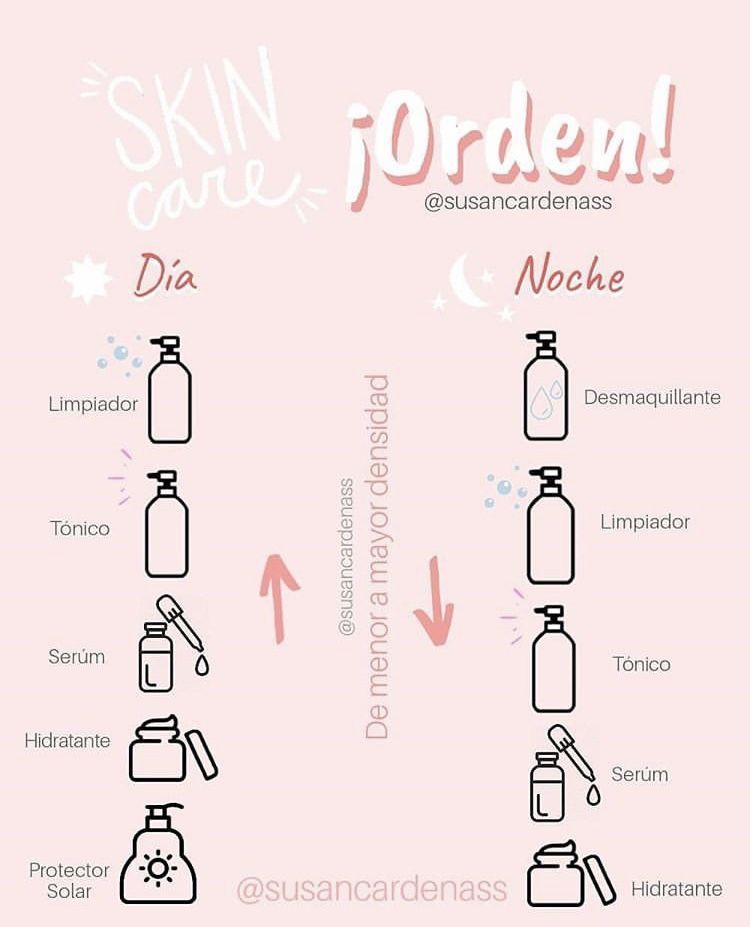 SKIN
care
¡Orden!
@susancardenass
Día
Limpiador
Tónico
Serúm
Hidratante
Protector
Solar
@susancardenass
De menor a mayor densidad
Noche
Desmaquillante
Limpiador
Tónico
Serúm
Hidratante
@susancardenass